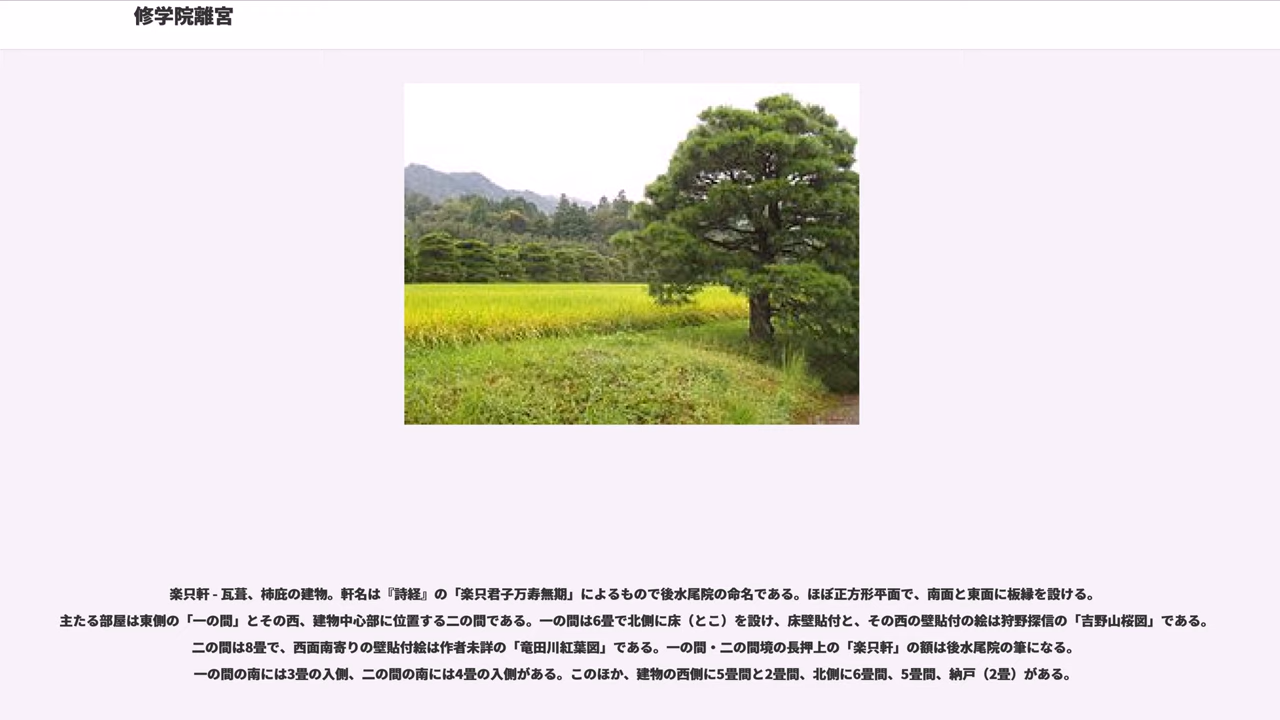 修学院離宮
楽只軒 - 瓦葺、柿庇の建物。軒名は『詩経』の「楽只君子万寿無期」によるもので後水尾院の命名である。ほぼ正方形平面で、南面と東面に板縁を設ける。
主たる部屋は東側の「一の間」とその西、建物中心部に位置する二の間である。一の間は6畳で北側に床（とこ）を設け、床壁貼付と、その西の壁貼付の絵は狩野探信の「吉野山桜図」である。
二の間は8畳で、西面南寄りの壁貼付絵は作者未詳の「竜田川紅葉図」である。一の間・二の間境の長押上の「楽只軒」の額は後水尾院の筆になる。
一の間の南には3畳の入側、二の間の南には4畳の入側がある。このほか、建物の西側に5畳間と2畳間、北側に6畳間、5畳間、納戸（2畳）がある。